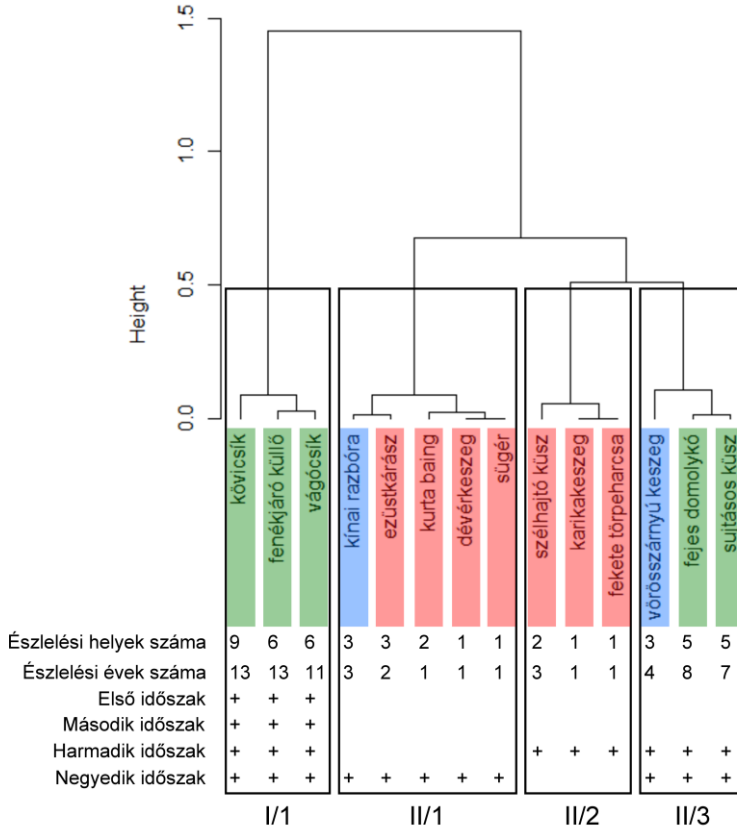 1.5
1.0
0.5
0.0
Height
kövicsík
fenékjáró küllő
vágócsík
kínai razbóra
ezüstkárász
kurta baing
dévérkeszeg
sügér
szélhajtó küsz
karikakeszeg
fekete törpeharcsa
vörösszárnyú keszeg
fejes domolykó
sujtásos küsz
Észlelési helyek száma 9 6 6 3 3 2 1 1 2 1 1 3 5 5
Észlelési évek száma 13 13 11 3 2 1 1 1 3 1 1 4 8 7
Első időszak + + +
Második időszak + + +
Harmadik időszak + + + + + + + + +
Negyedik időszak + + + + + + + + + + +
I/1 II/1 II/2 II/3